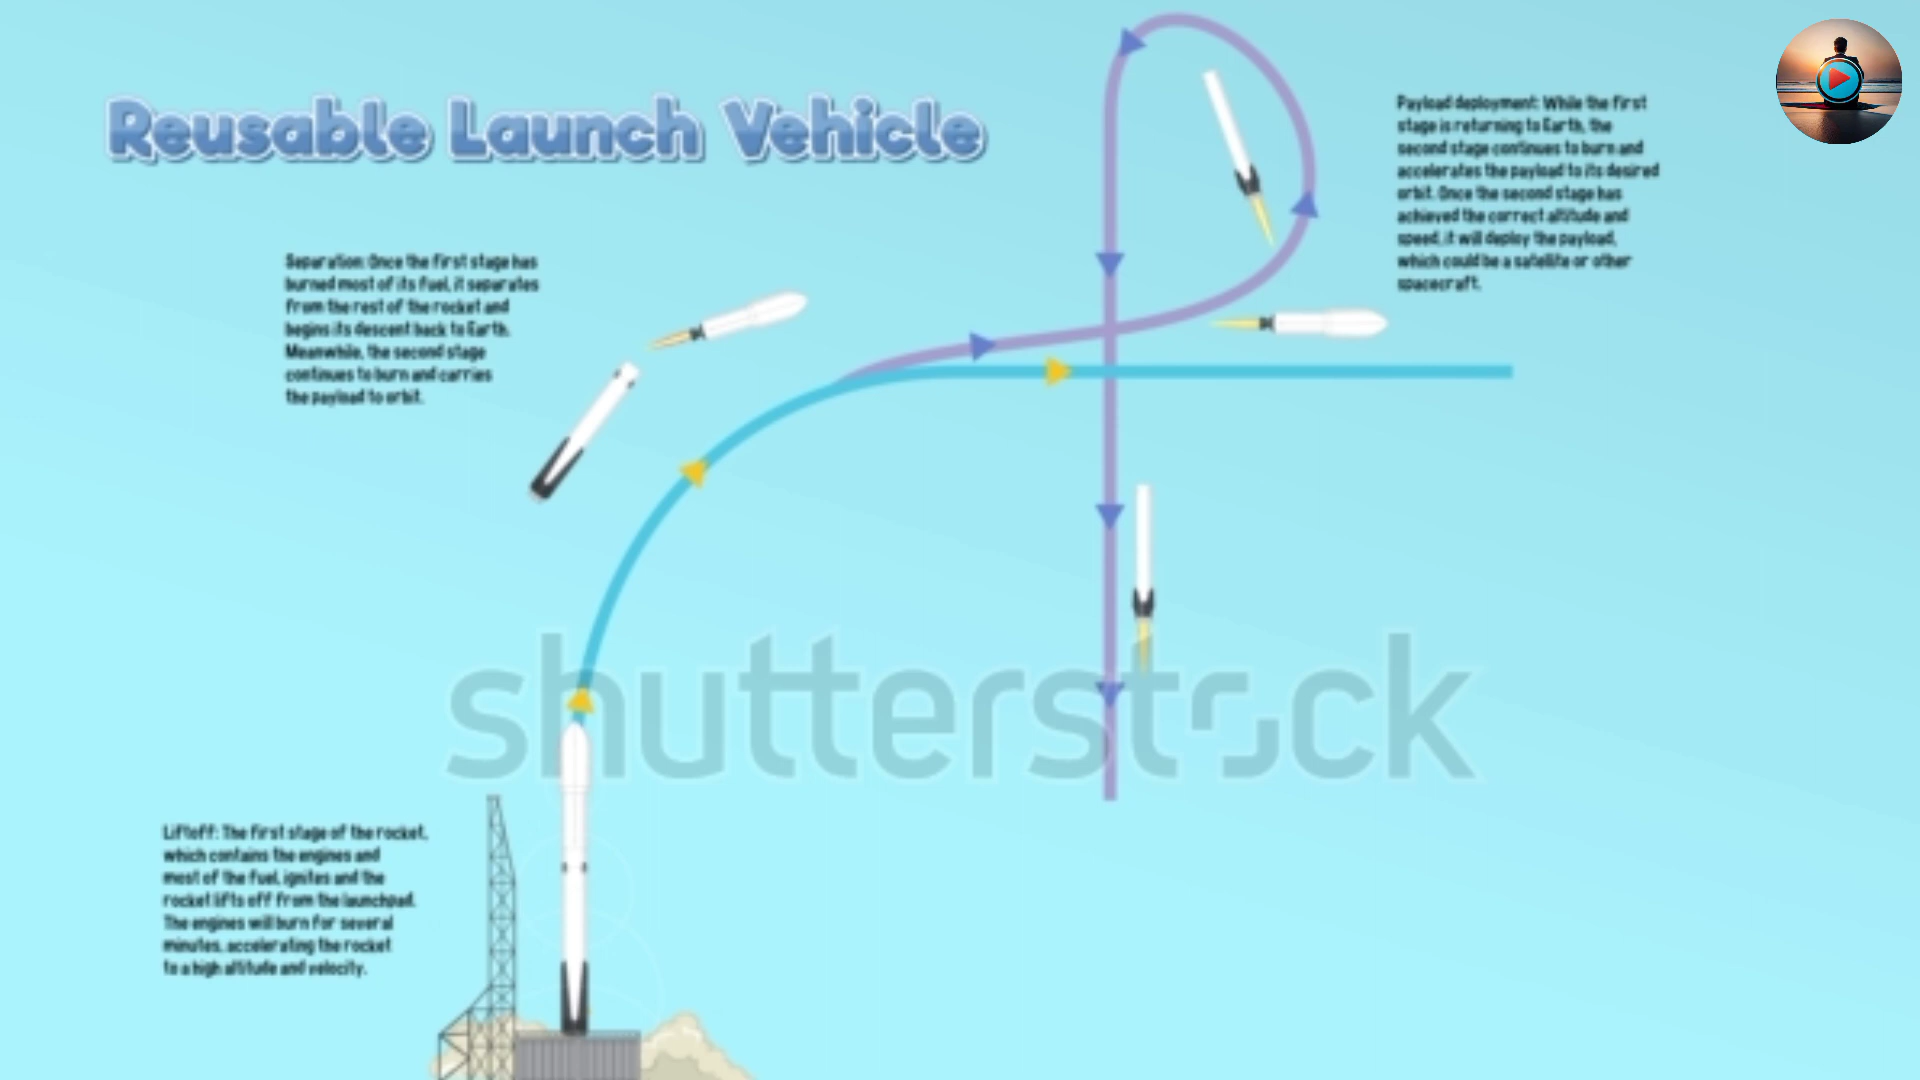 Reusable Launch Vehicle
Payload deployment: While the first
stage is returning to Earth, the
second stage continues to burn and
accelerates the payload to its desired
orbit. Once the second stage has
achieved the correct altitude and
speed, it will deploy the payload,
which could be a satellite or other
spacecraft.
Separation: Once the first stage has
burned most of its fuel, it separates
from the rest of the rocket and
begins its descent back to Earth.
Meanwhile, the second stage
continues to burn and carries
the payload to orbit.
shutterstock
Liftoff: The first stage of the rocket,
which contains the engines and
most of the fuel, ignites and the
rocket lifts off from the launchpad.
The engines will burn for several
minutes, accelerating the rocket
to a high altitude and velocity.